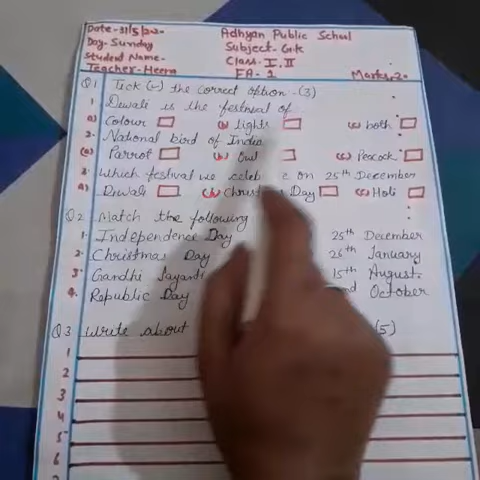 Date-31/5/2020 Adhyan Public School
Day-Sunday Subject-G.K
Student Name- Class-I, II
Teacher-Heera FA-1 Marks,20
Q1 Tick (✓) the correct option -(3)
1 Diwali is the festival of
a) Colour (b) Lights (c) both
2. National bird of India
(a) Parrot (b) Owl (c) Peacock
3. Which festival we celebrate on 25th December
a) Diwali (b) Christmas Day (c) Holi
Q2 Match the following
1. Independence Day 25th December
2. Christmas Day 26th January
3. Gandhi Jayanti 15th August.
4. Republic Day nd October
Q3 Write about (5)
1
2
3
4
5
6